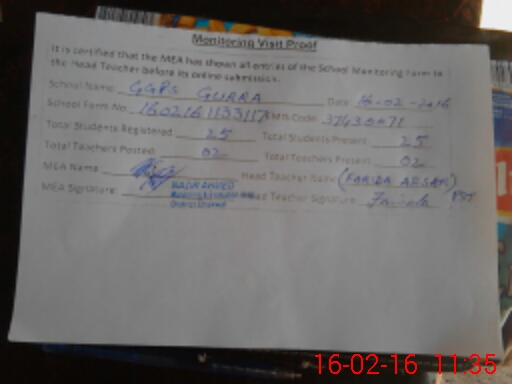 Monitoring Visit Proof
It is certified that the MEA has shown all entries of the School Monitoring Form to
the Head Teacher before its online submission.
School Name: GGPS GURRA Date: 16-02-2016
School Form No. EMIS Code:
Total Students Registered: 25 Total Students Present: 25
Total Teachers Posted: 02 Total Teachers Present: 02
MEA Name: Head Teacher Name: (FARIDA AKSAR)
MEA Signature: Head Teacher Signature: Farida PST
16-02-16 11:35